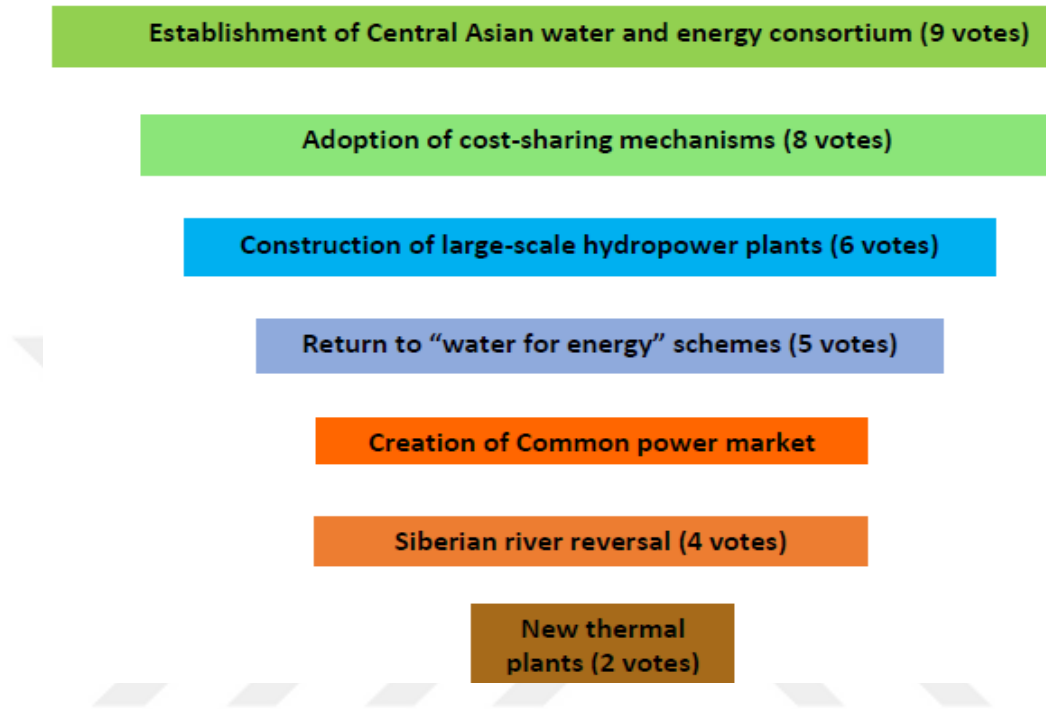 Establishment of Central Asian water and energy consortium (9 votes)
Adoption of cost-sharing mechanisms (8 votes)
Construction of large-scale hydropower plants (6 votes)
Return to “water for energy” schemes (5 votes)
Creation of Common power market
Siberian river reversal (4 votes)
New thermal
plants (2 votes)